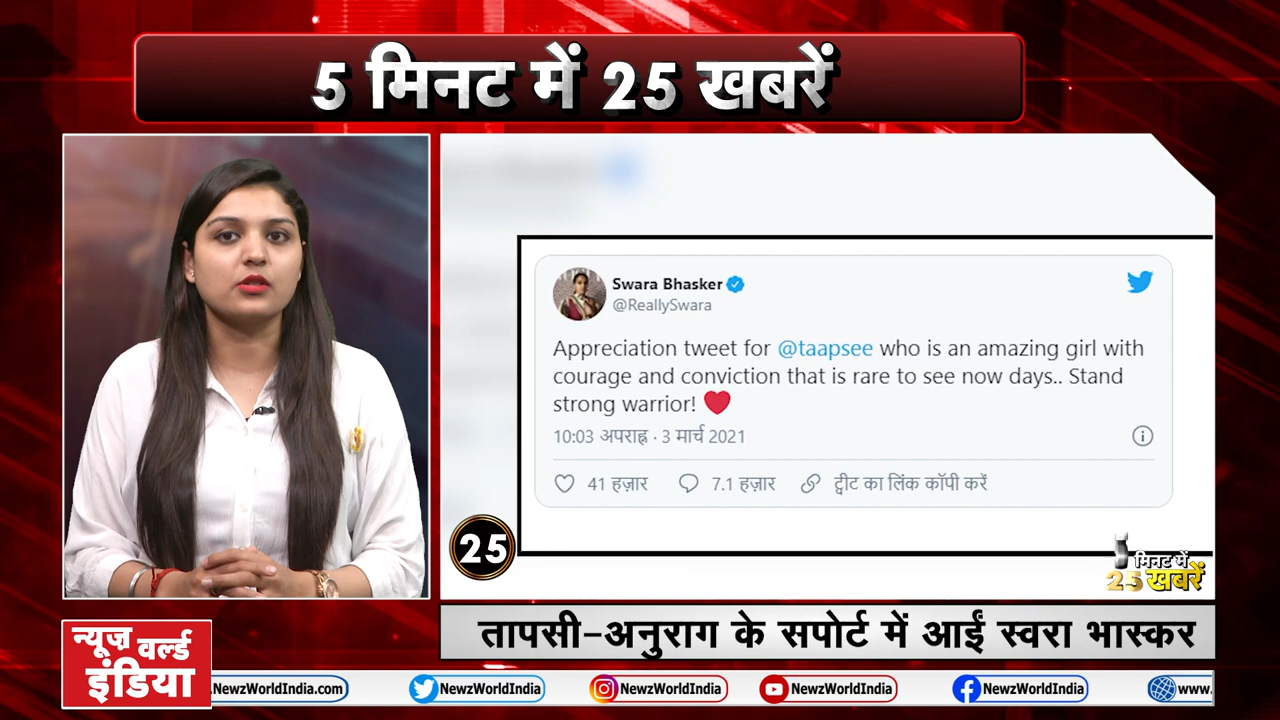 5 मिनट में 25 खबरें
Swara Bhasker
@ReallySwara
Appreciation tweet for @taapsee who is an amazing girl with
courage and conviction that is rare to see now days.. Stand
strong warrior! ❤
10:03 अपराह्न · 3 मार्च 2021
41 हज़ार 7.1 हज़ार ट्वीट का लिंक कॉपी करें
25
मिनट में
25 खबरें
तापसी-अनुराग के सपोर्ट में आईं स्वरा भास्कर
न्यूज़ वर्ल्ड
इंडिया
NewzWorldIndia.com NewzWorldIndia NewzWorldIndia NewzWorldIndia NewzWorldIndia www.